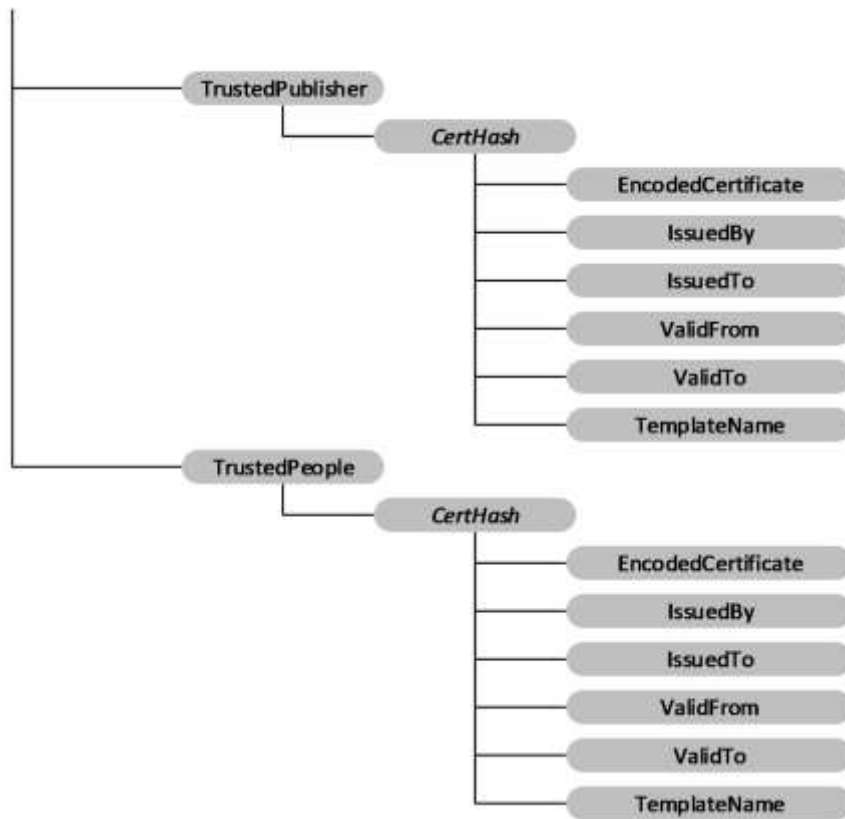 TrustedPublisher
CertHash
EncodedCertificate
IssuedBy
IssuedTo
ValidFrom
ValidTo
TemplateName
TrustedPeople
CertHash
EncodedCertificate
IssuedBy
IssuedTo
ValidFrom
ValidTo
TemplateName